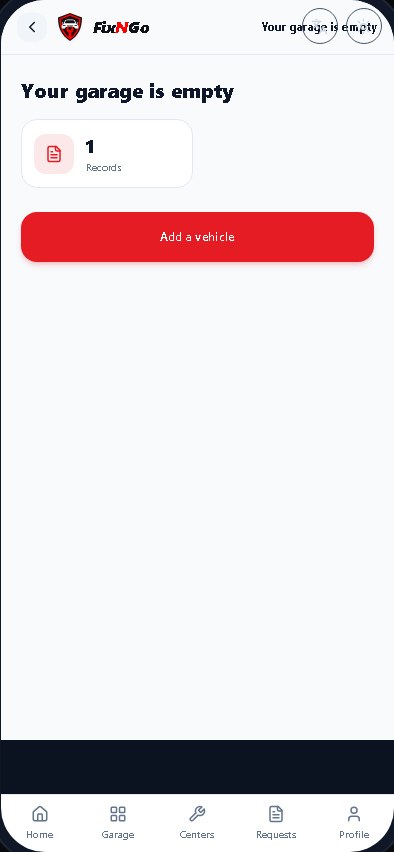 FixNGo
Your garage is empty
Your garage is empty
1
Records
Add a vehicle
Home
Garage
Centers
Requests
Profile